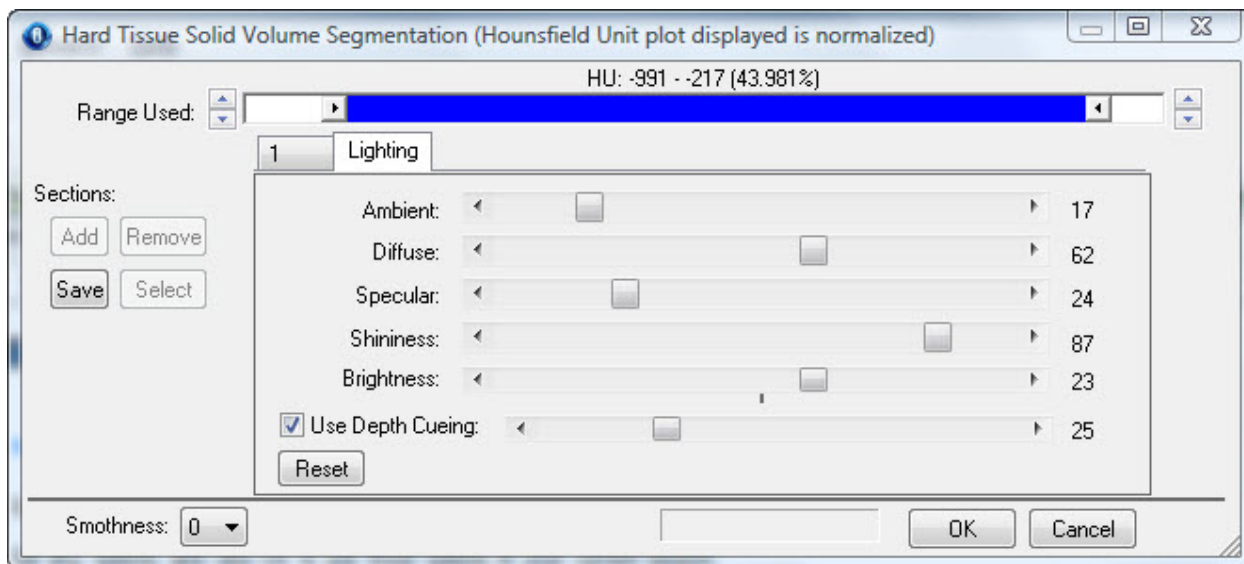 Hard Tissue Solid Volume Segmentation (Hounsfield Unit plot displayed is normalized)
HU: -991 - -217 (43.981%)
Range Used:
1 Lighting
Sections:
Add Remove
Save Select
Ambient: 17
Diffuse: 62
Specular: 24
Shininess: 87
Brightness: 23
Use Depth Cueing: 25
Reset
Smothness: 0 OK Cancel